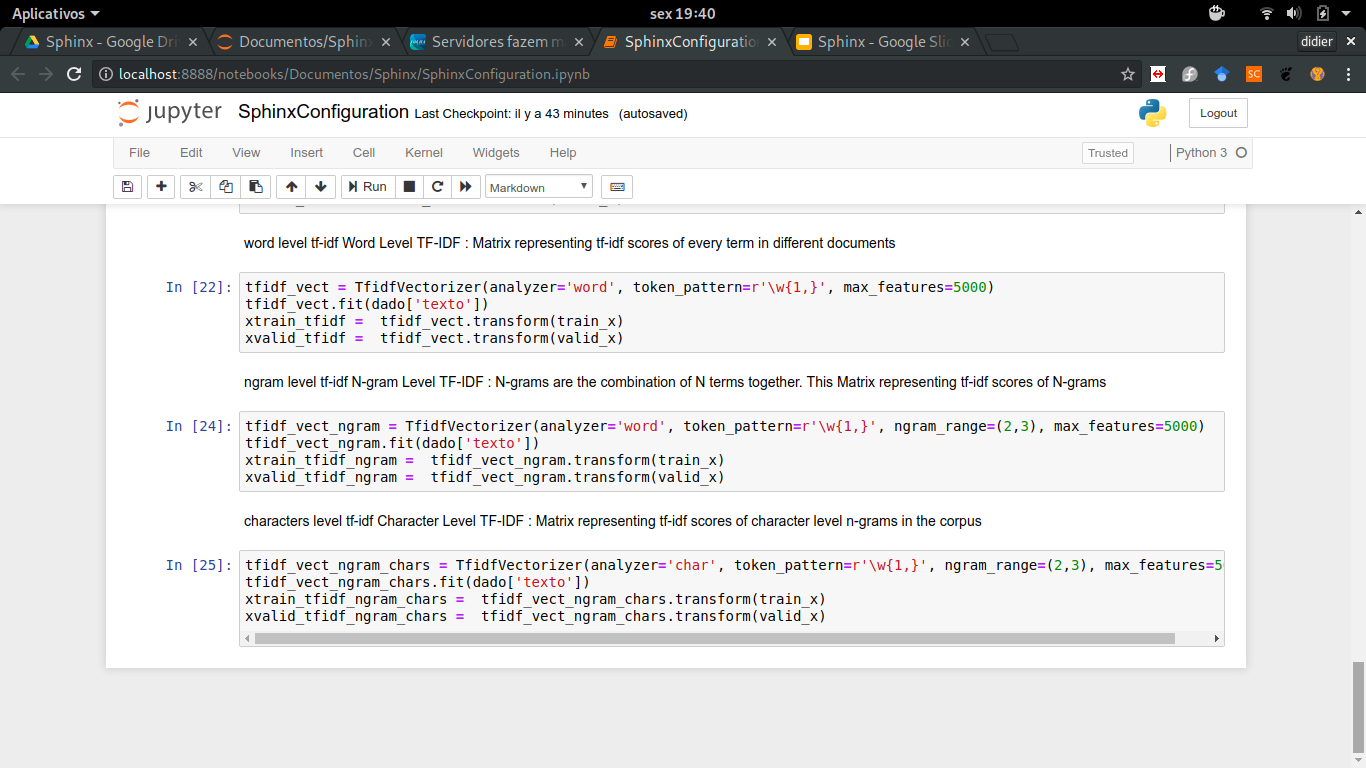 Aplicativos
sex 19:40
Sphinx - Google Dri
Documentos/Sphin
Servidores fazem m
SphinxConfiguratio
Sphinx - Google Slid
didier
localhost:8888/notebooks/Documentos/Sphinx/SphinxConfiguration.ipynb
SC
jupyter SphinxConfiguration Last Checkpoint: il y a 43 minutes (autosaved)
Logout
File Edit View Insert Cell Kernel Widgets Help
Trusted
Python 3
Run
Markdown
word level tf-idf Word Level TF-IDF : Matrix representing tf-idf scores of every term in different documents
In [22]: tfidf_vect = TfidfVectorizer(analyzer='word', token_pattern=r'\w{1,}', max_features=5000)
tfidf_vect.fit(dado['texto'])
xtrain_tfidf =  tfidf_vect.transform(train_x)
xvalid_tfidf =  tfidf_vect.transform(valid_x)
ngram level tf-idf N-gram Level TF-IDF : N-grams are the combination of N terms together. This Matrix representing tf-idf scores of N-grams
In [24]: tfidf_vect_ngram = TfidfVectorizer(analyzer='word', token_pattern=r'\w{1,}', ngram_range=(2,3), max_features=5000)
tfidf_vect_ngram.fit(dado['texto'])
xtrain_tfidf_ngram =  tfidf_vect_ngram.transform(train_x)
xvalid_tfidf_ngram =  tfidf_vect_ngram.transform(valid_x)
characters level tf-idf Character Level TF-IDF : Matrix representing tf-idf scores of character level n-grams in the corpus
In [25]: tfidf_vect_ngram_chars = TfidfVectorizer(analyzer='char', token_pattern=r'\w{1,}', ngram_range=(2,3), max_features=5
tfidf_vect_ngram_chars.fit(dado['texto'])
xtrain_tfidf_ngram_chars =  tfidf_vect_ngram_chars.transform(train_x)
xvalid_tfidf_ngram_chars =  tfidf_vect_ngram_chars.transform(valid_x)